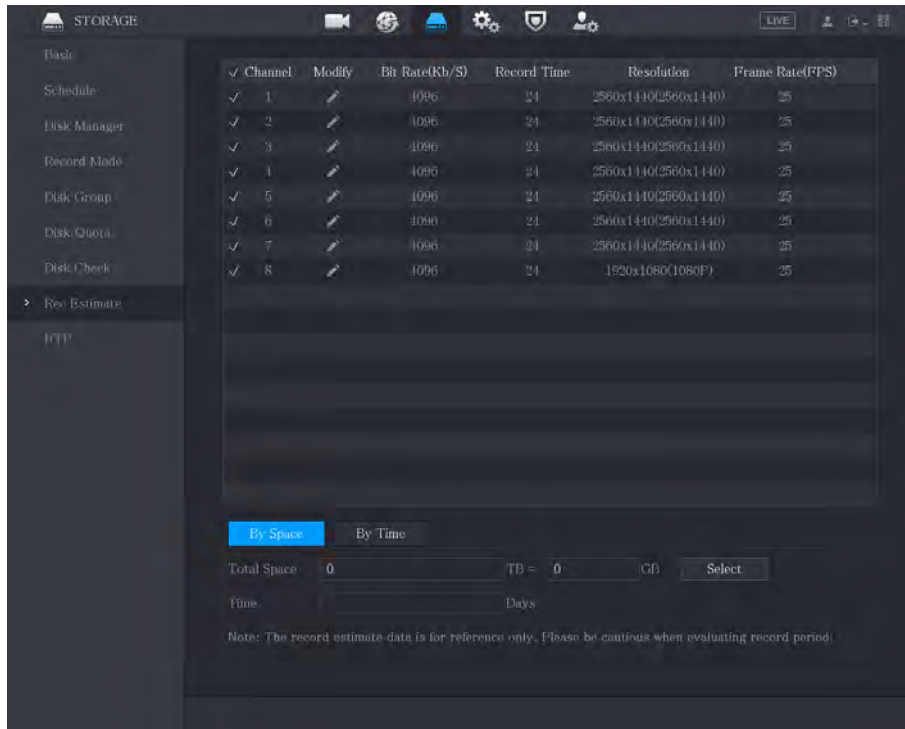 STORAGE
LIVE
Basic
Schedule
Disk Manager
Record Mode
Disk Group
Disk Quota
Disk Check
Rec Estimate
FTP
Channel Modify Bit Rate(Kb/S) Record Time Resolution Frame Rate(FPS)
1 4096 24 2560x1440(2560x1440) 25
2 4096 24 2560x1440(2560x1440) 25
3 4096 24 2560x1440(2560x1440) 25
4 4096 24 2560x1440(2560x1440) 25
5 4096 24 2560x1440(2560x1440) 25
6 4096 24 2560x1440(2560x1440) 25
7 4096 24 2560x1440(2560x1440) 25
8 4096 24 1920x1080(1080P) 25
By Space By Time
Total Space 0 TB = 0 GB Select
Time Days
Note: The record estimate data is for reference only. Please be cautious when evaluating record period.